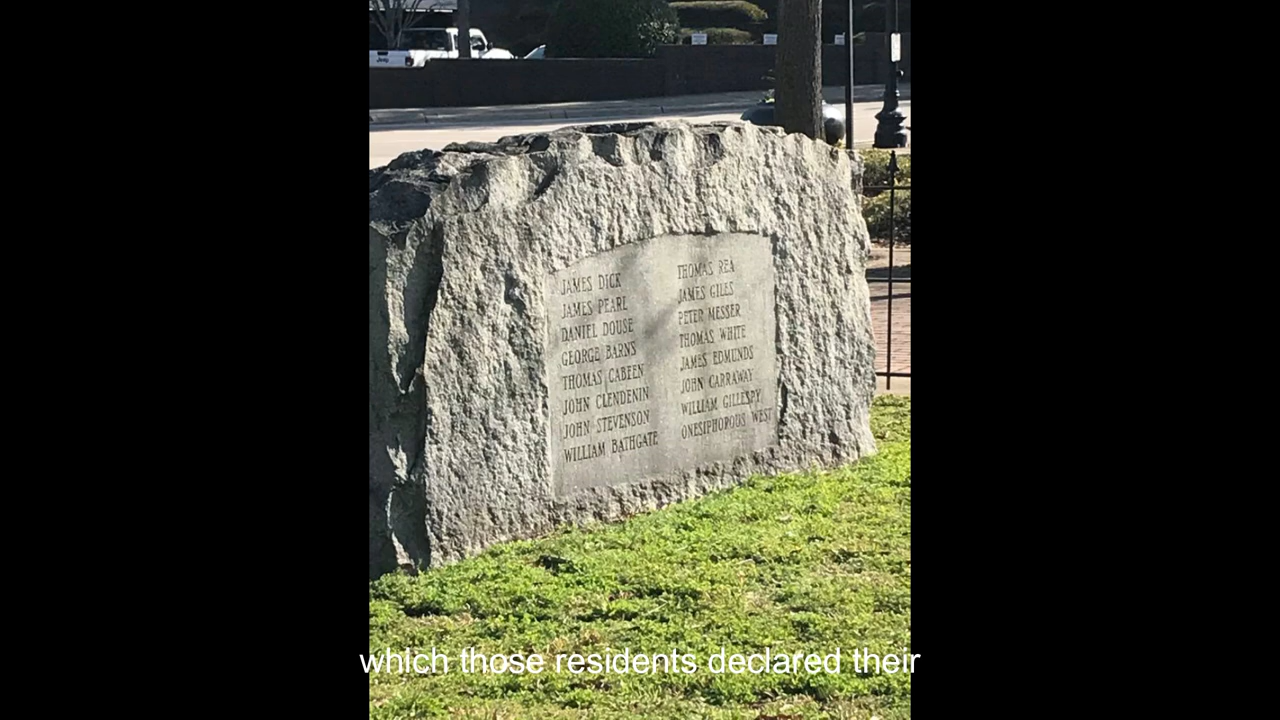 JAMES DICK
JAMES PEARL
DANIEL DOUSE
GEORGE BARNS
THOMAS CABEEN
JOHN CLENDENIN
JOHN STEVENSON
WILLIAM BATHGATE
THOMAS REA
JAMES GILES
PETER MESSER
THOMAS WHITE
JAMES EDMUNDS
JOHN CARRAWAY
WILLIAM GILLESPY
ONESIPHOROUS WEST
which those residents declared their